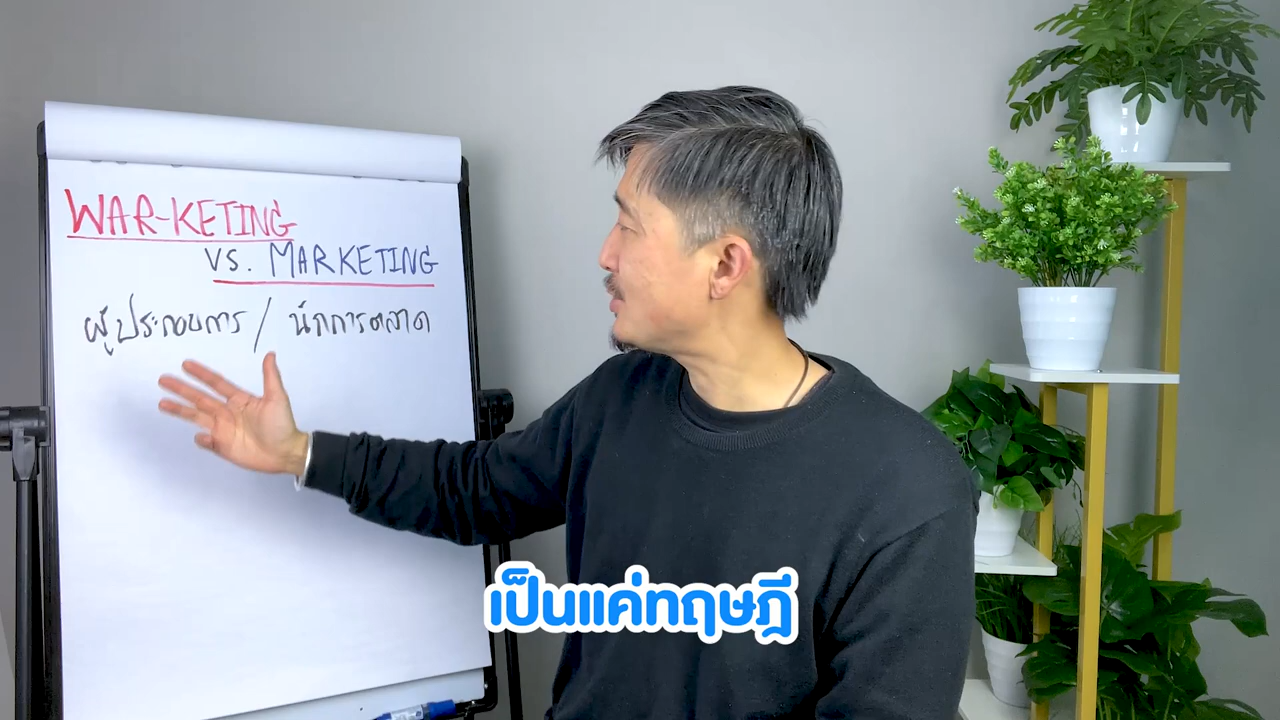 WAR-KETING
VS. MARKETING
ผู้ประกอบการ / นักการตลาด
เป็นแค่ทฤษฎี